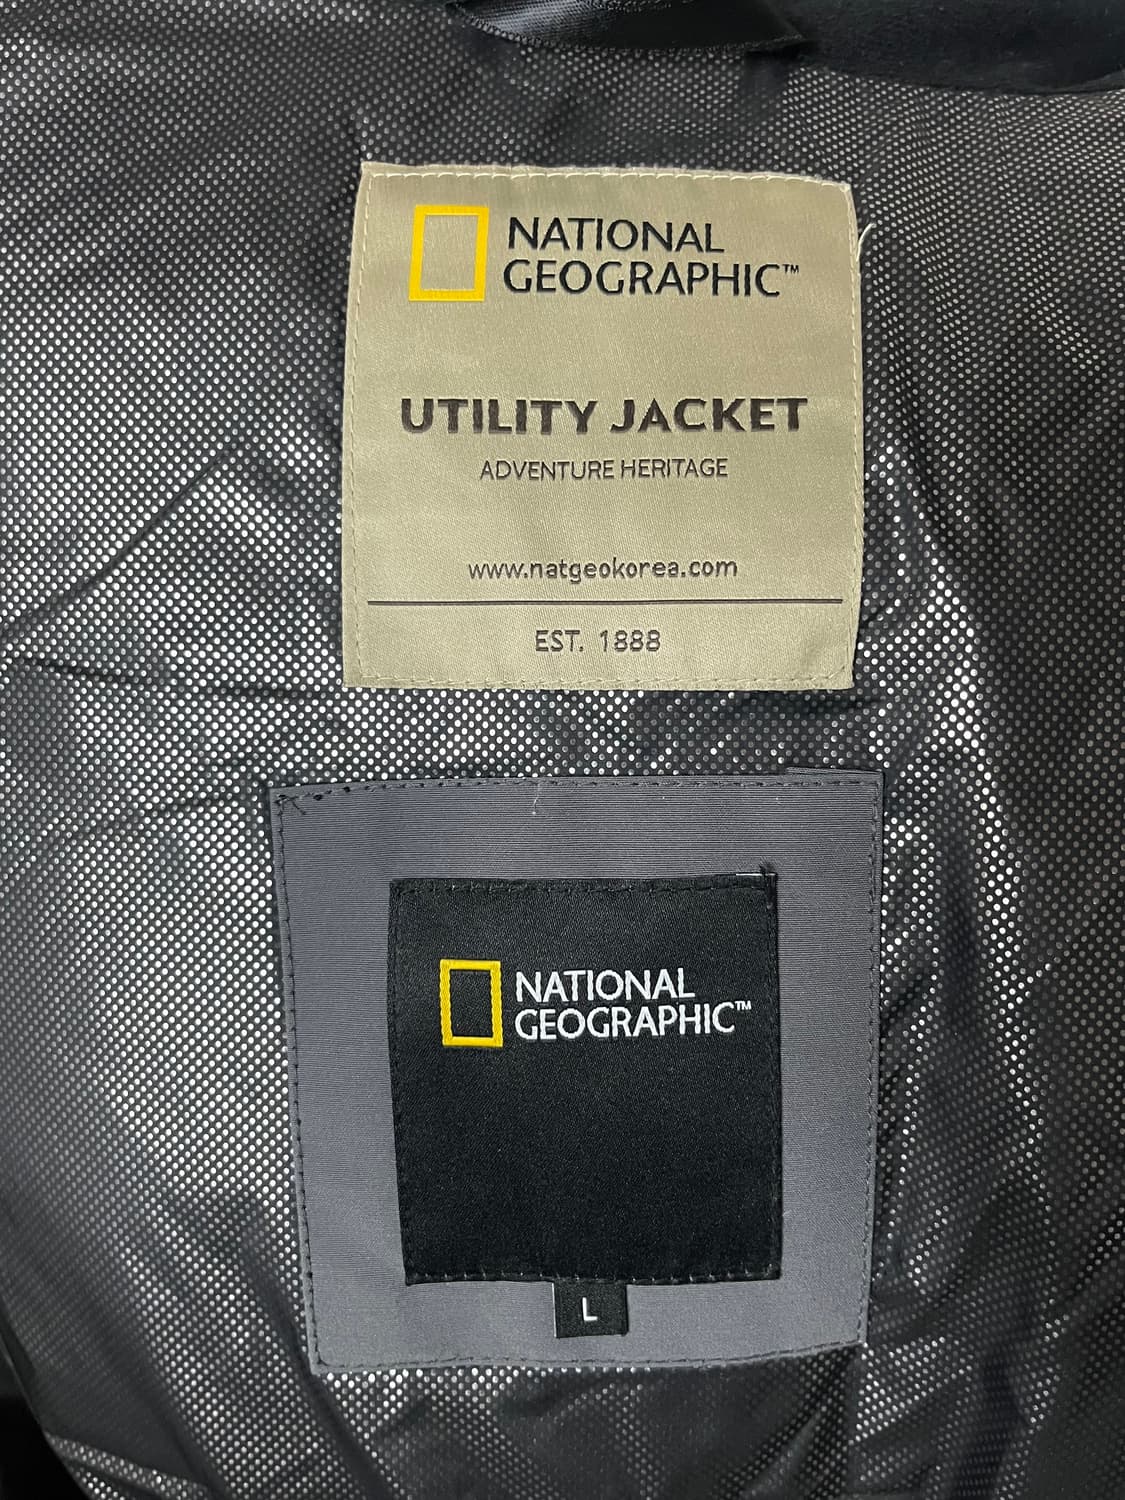 NATIONAL
GEOGRAPHIC™
UTILITY JACKET
ADVENTURE HERITAGE
www.natgeokorea.com
EST. 1888
NATIONAL
GEOGRAPHIC™
L